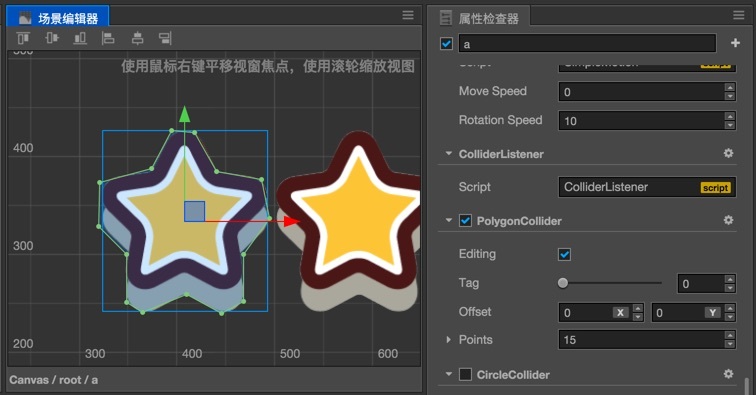 场景编辑器
使用鼠标右键平移视窗焦点，使用滚轮缩放视图
500
400
300
200
300
400
500
600
Canvas / root / a
属性检查器
a
Script
SimpleMotion
script
Move Speed
0
Rotation Speed
10
ColliderListener
Script
ColliderListener
script
PolygonCollider
Editing
Tag
0
Offset
0
X
0
Y
Points
15
CircleCollider